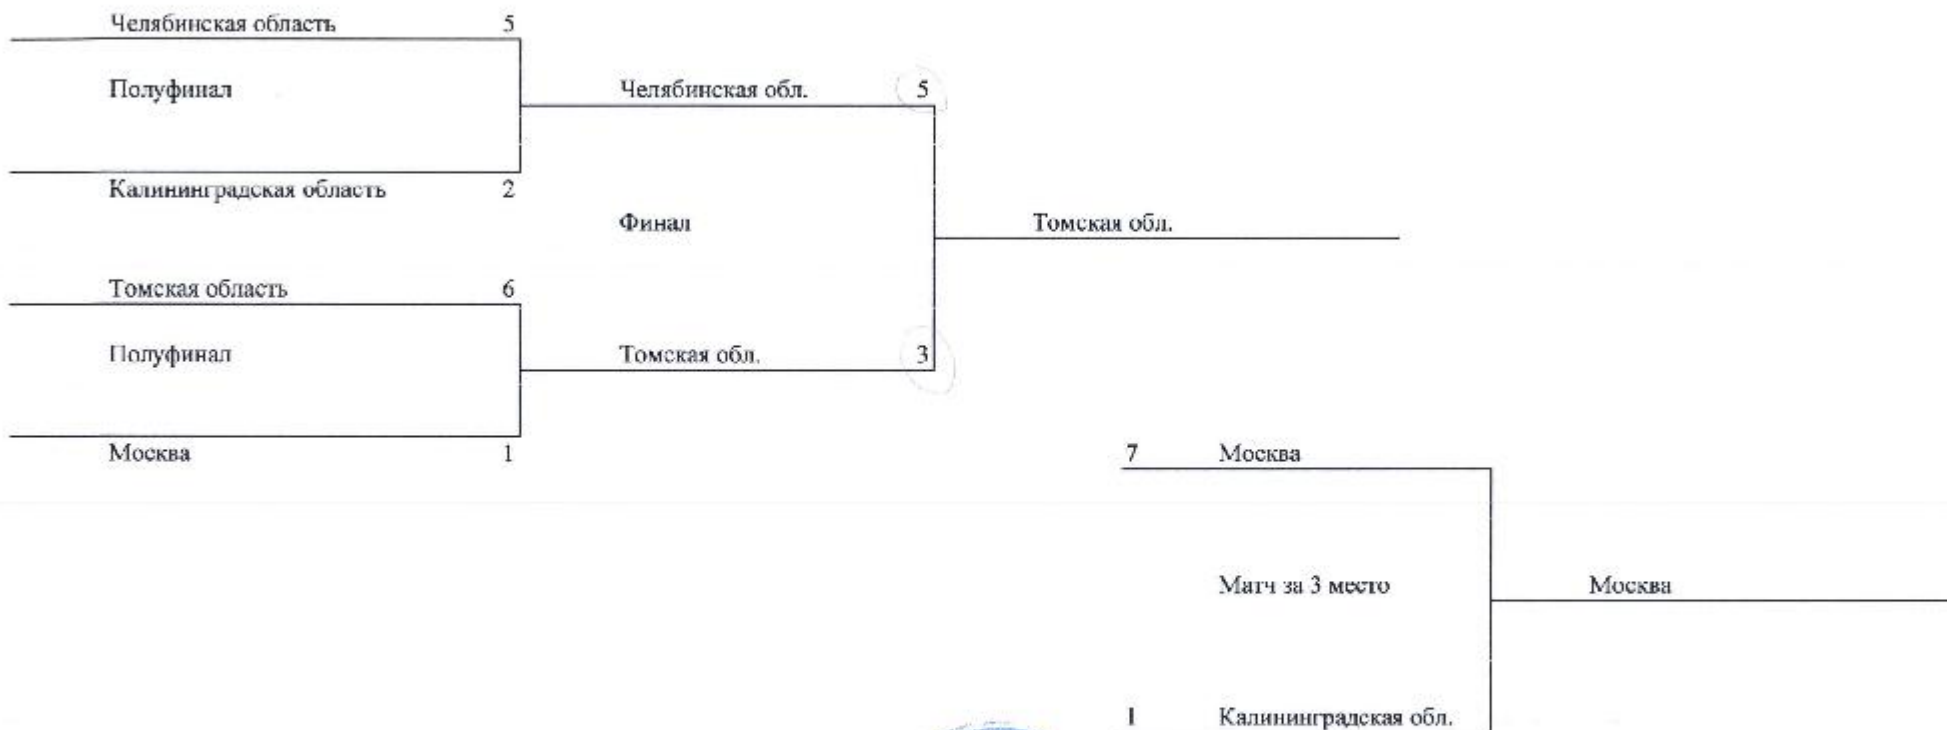 Челябинская область 5
Полуфинал
Челябинская обл. 5
Калининградская область 2
Финал
Томская обл.
Томская область 6
Полуфинал
Томская обл. 3
Москва 1
7 Москва
Матч за 3 место
Москва
1 Калининградская обл.